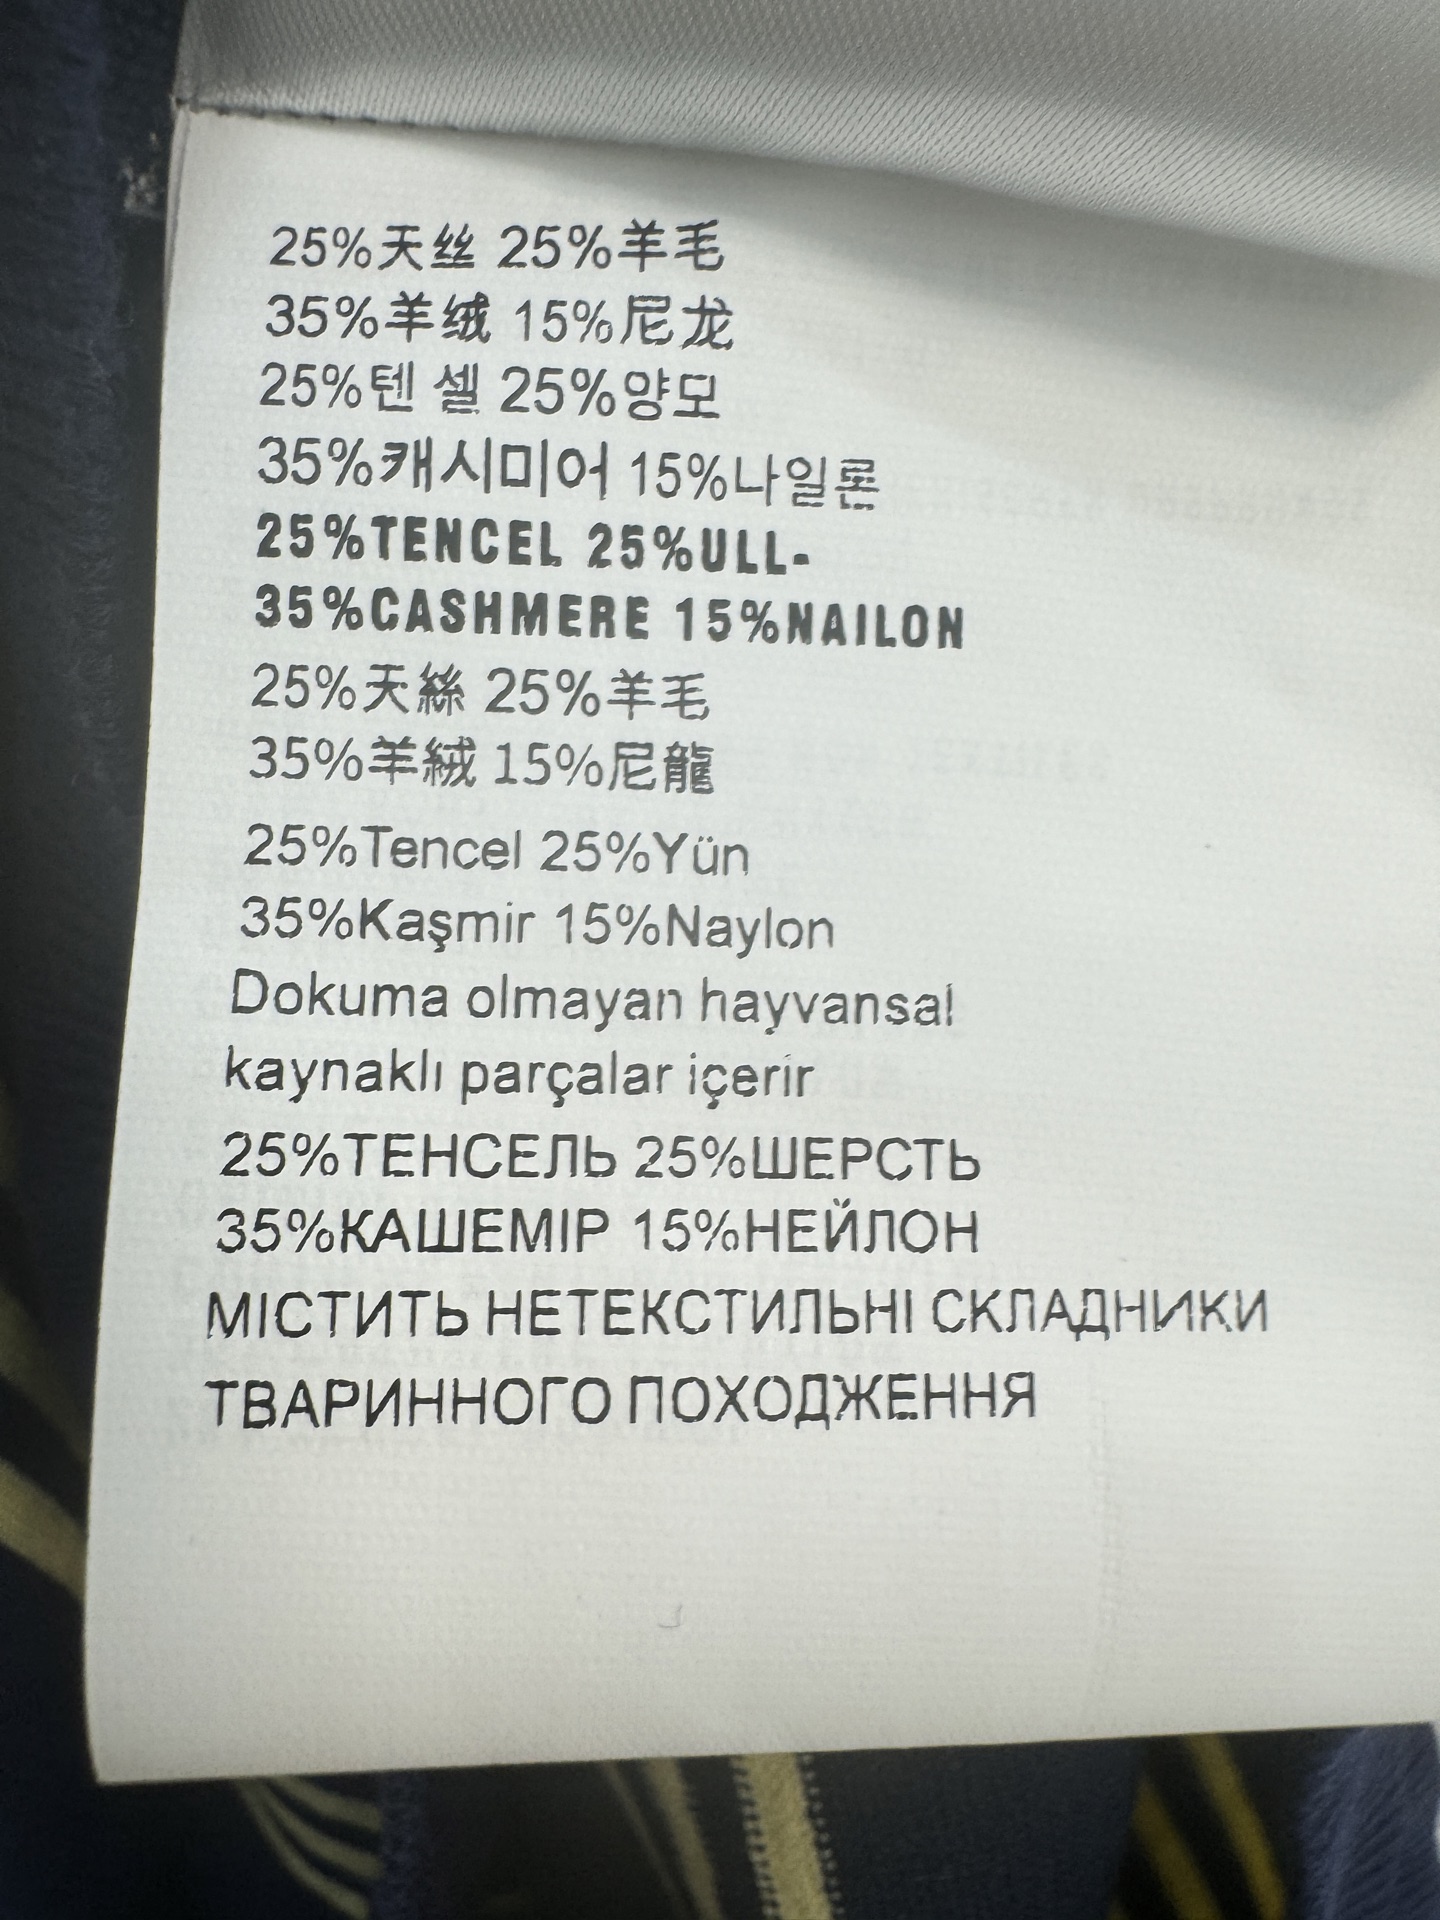 25%天丝 25%羊毛
35%羊绒 15%尼龙
25%텐 셀 25%양모
35%캐시미어 15%나일론
25%TENCEL 25%ULL-
35%CASHMERE 15%NAILON
25%天絲 25%羊毛
35%羊絨 15%尼龍
25%Tencel 25%Yün
35%Kaşmir 15%Naylon
Dokuma olmayan hayvansal
kaynaklı parçalar içerir
25%ТЕНСЕЛЬ 25%ШЕРСТЬ
35%КАШЕМІР 15%НЕЙЛОН
МІСТИТЬ НЕТЕКСТИЛЬНІ СКЛАДНИКИ
ТВАРИННОГО ПОХОДЖЕННЯ